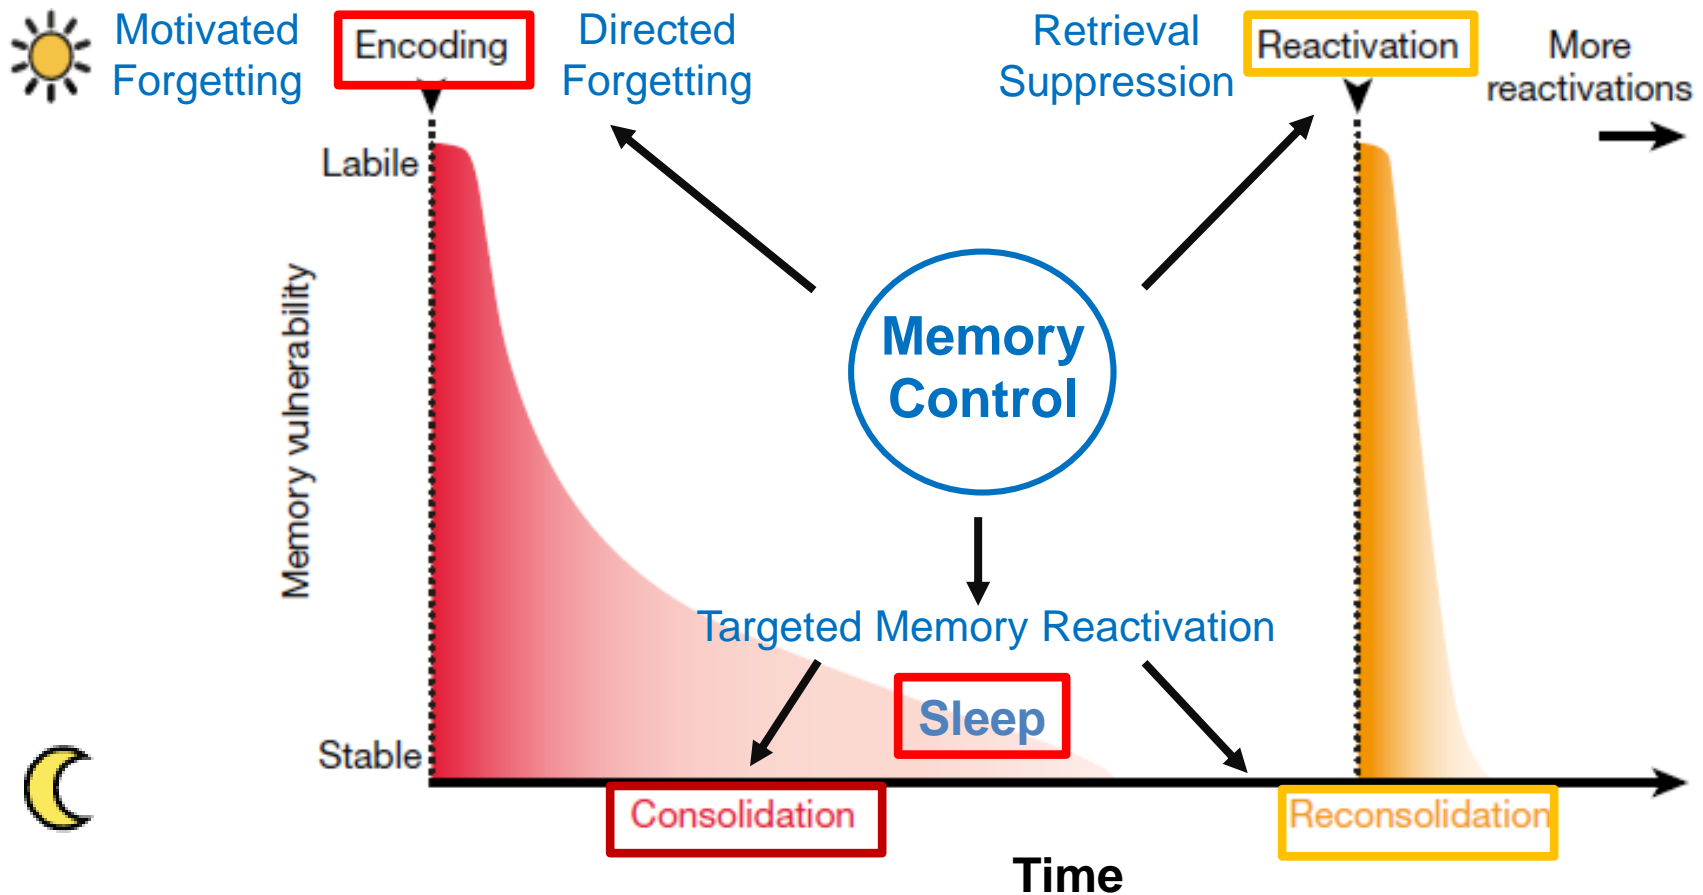 Motivated
Forgetting
Encoding
Directed
Forgetting
Retrieval
Suppression
Reactivation
More
reactivations
Labile
Memory vulnerability
Memory
Control
Targeted Memory Reactivation
Sleep
Stable
Consolidation
Reconsolidation
Time